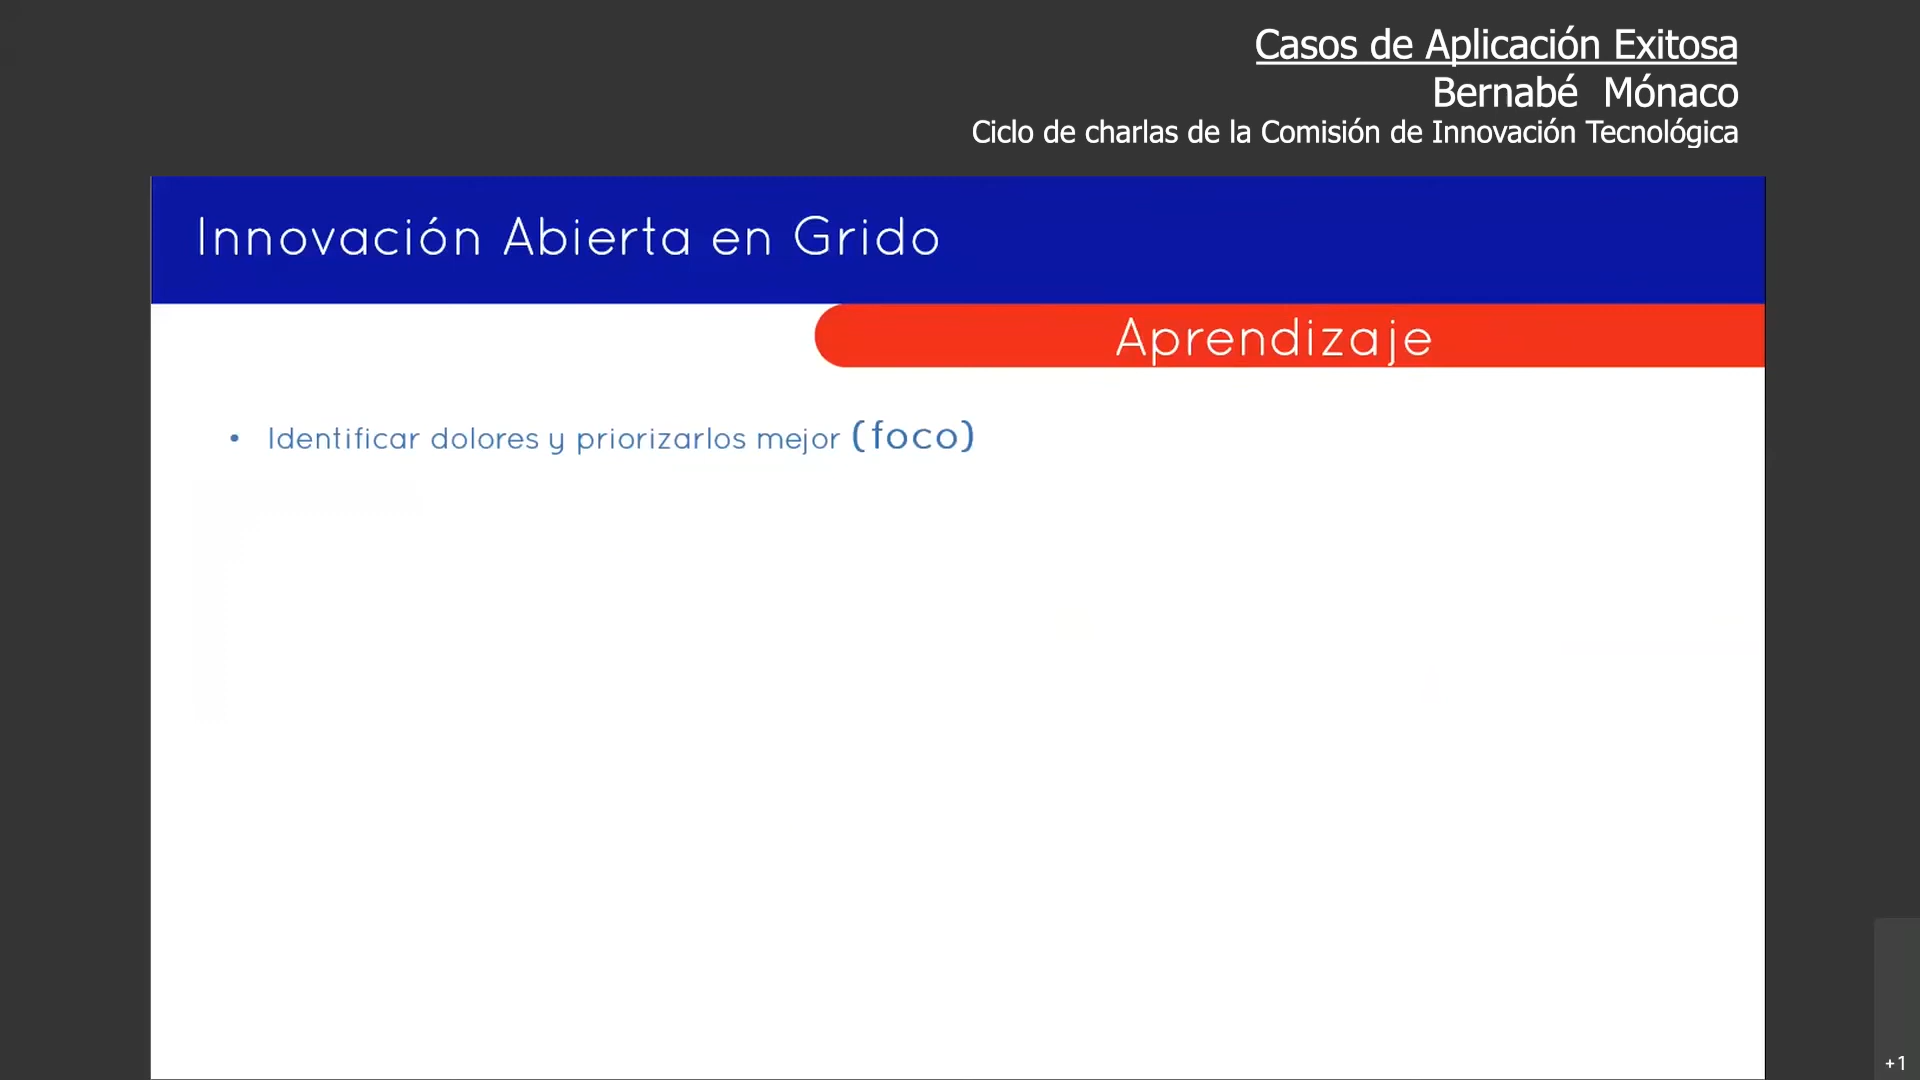 Casos de Aplicación Exitosa
Bernabé Mónaco
Ciclo de charlas de la Comisión de Innovación Tecnológica
Innovación Abierta en Grido
Aprendizaje
• Identificar dolores y priorizarlos mejor (foco)
+1